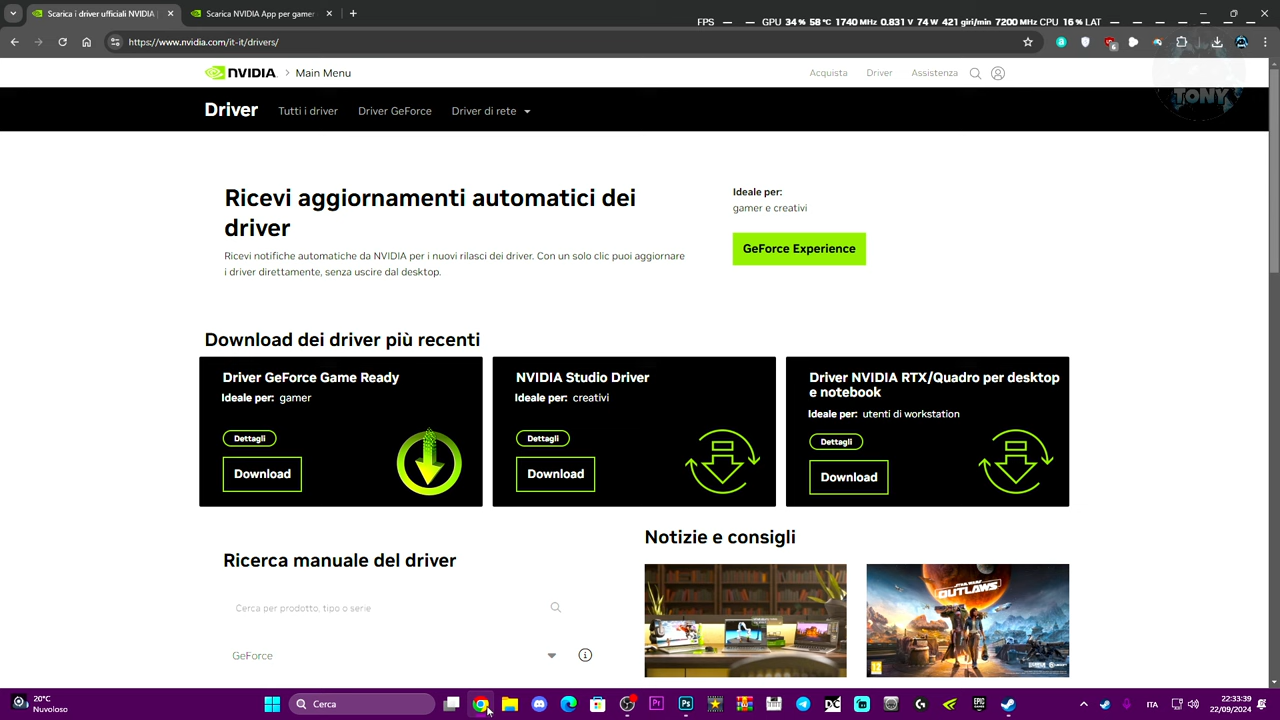 Scarica i driver ufficiali NVIDIA
Scarica NVIDIA App per gamer
FPS — — GPU 34 % 58 °C 1740 MHz 0.831 V 74 W 421 giri/min 7200 MHz CPU 16 % LAT — — — — — —
https://www.nvidia.com/it-it/drivers/
NVIDIA. > Main Menu
Acquista Driver Assistenza
TONY
Driver Tutti i driver Driver GeForce Driver di rete
Ricevi aggiornamenti automatici dei
driver
Ricevi notifiche automatiche da NVIDIA per i nuovi rilasci dei driver. Con un solo clic puoi aggiornare
i driver direttamente, senza uscire dal desktop.
Ideale per:
gamer e creativi
GeForce Experience
Download dei driver più recenti
Driver GeForce Game Ready
Ideale per: gamer
Dettagli
Download
NVIDIA Studio Driver
Ideale per: creativi
Dettagli
Download
Driver NVIDIA RTX/Quadro per desktop
e notebook
Ideale per: utenti di workstation
Dettagli
Download
Ricerca manuale del driver
Cerca per prodotto, tipo o serie
GeForce
Notizie e consigli
STAR WARS
OUTLAWS
20°C
Nuvoloso
Cerca
ITA
22:33:39
22/09/2024